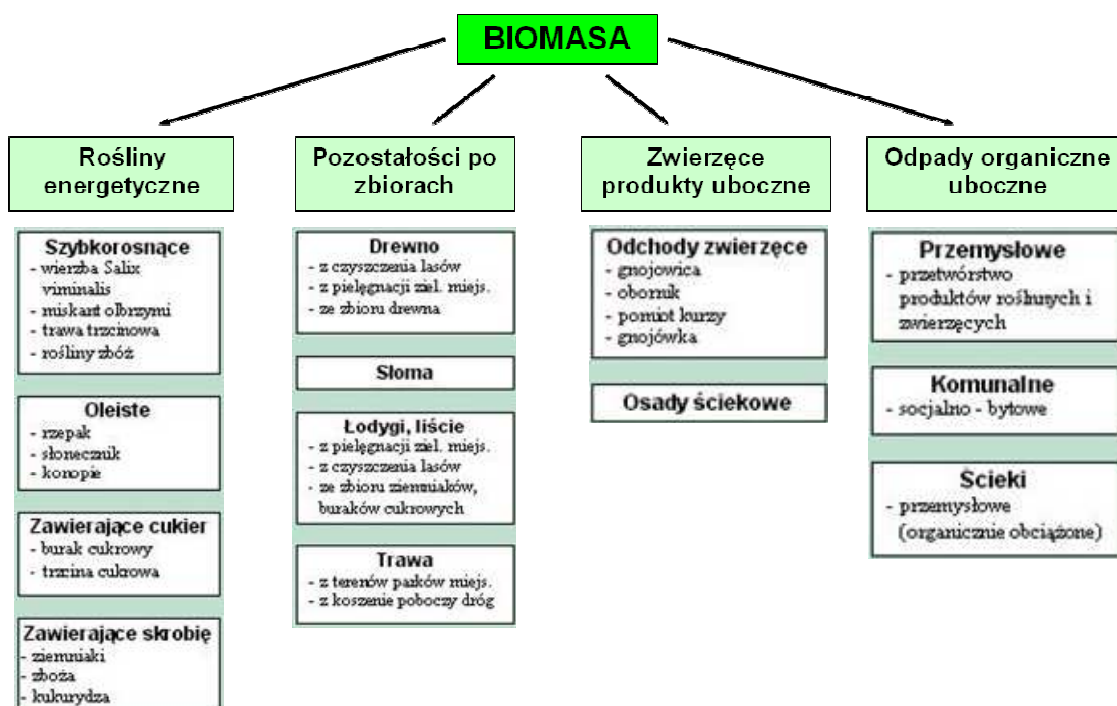 BIOMASA
Rośliny
energetyczne
Szybkorosnące
- wierzba Salix
viminalis
- miskant olbrzymi
- trawa trzcinowa
- rośliny zbóż
Oleiste
- rzepak
- słonecznik
- konopie
Zawierające cukier
- burak cukrowy
- trzcina cukrowa
Zawierające skrobię
- ziemniaki
- zboża
- kukurydza
Pozostałości po
zbiorach
Drewno
- z czyszczenia lasów
- z pielęgnacji ziel. miejs.
- ze zbioru drewna
Słoma
Łodygi, liście
- z pielęgnacji ziel. miejs.
- z czyszczenia lasów
- ze zbioru ziemniaków,
buraków cukrowych
Trawa
- z terenów parków miejs.
- z koszenie poboczy dróg
Zwierzęce
produkty uboczne
Odchody zwierzęce
- gnojowica
- obornik
- pomiot kurzy
- gnojówka
Osady ściekowe
Odpady organiczne
uboczne
Przemysłowe
- przetwórstwo
produktów roślinnych i
zwierzęcych
Komunalne
- socjalno - bytowe
Ścieki
- przemysłowe
(organicznie obciążone)